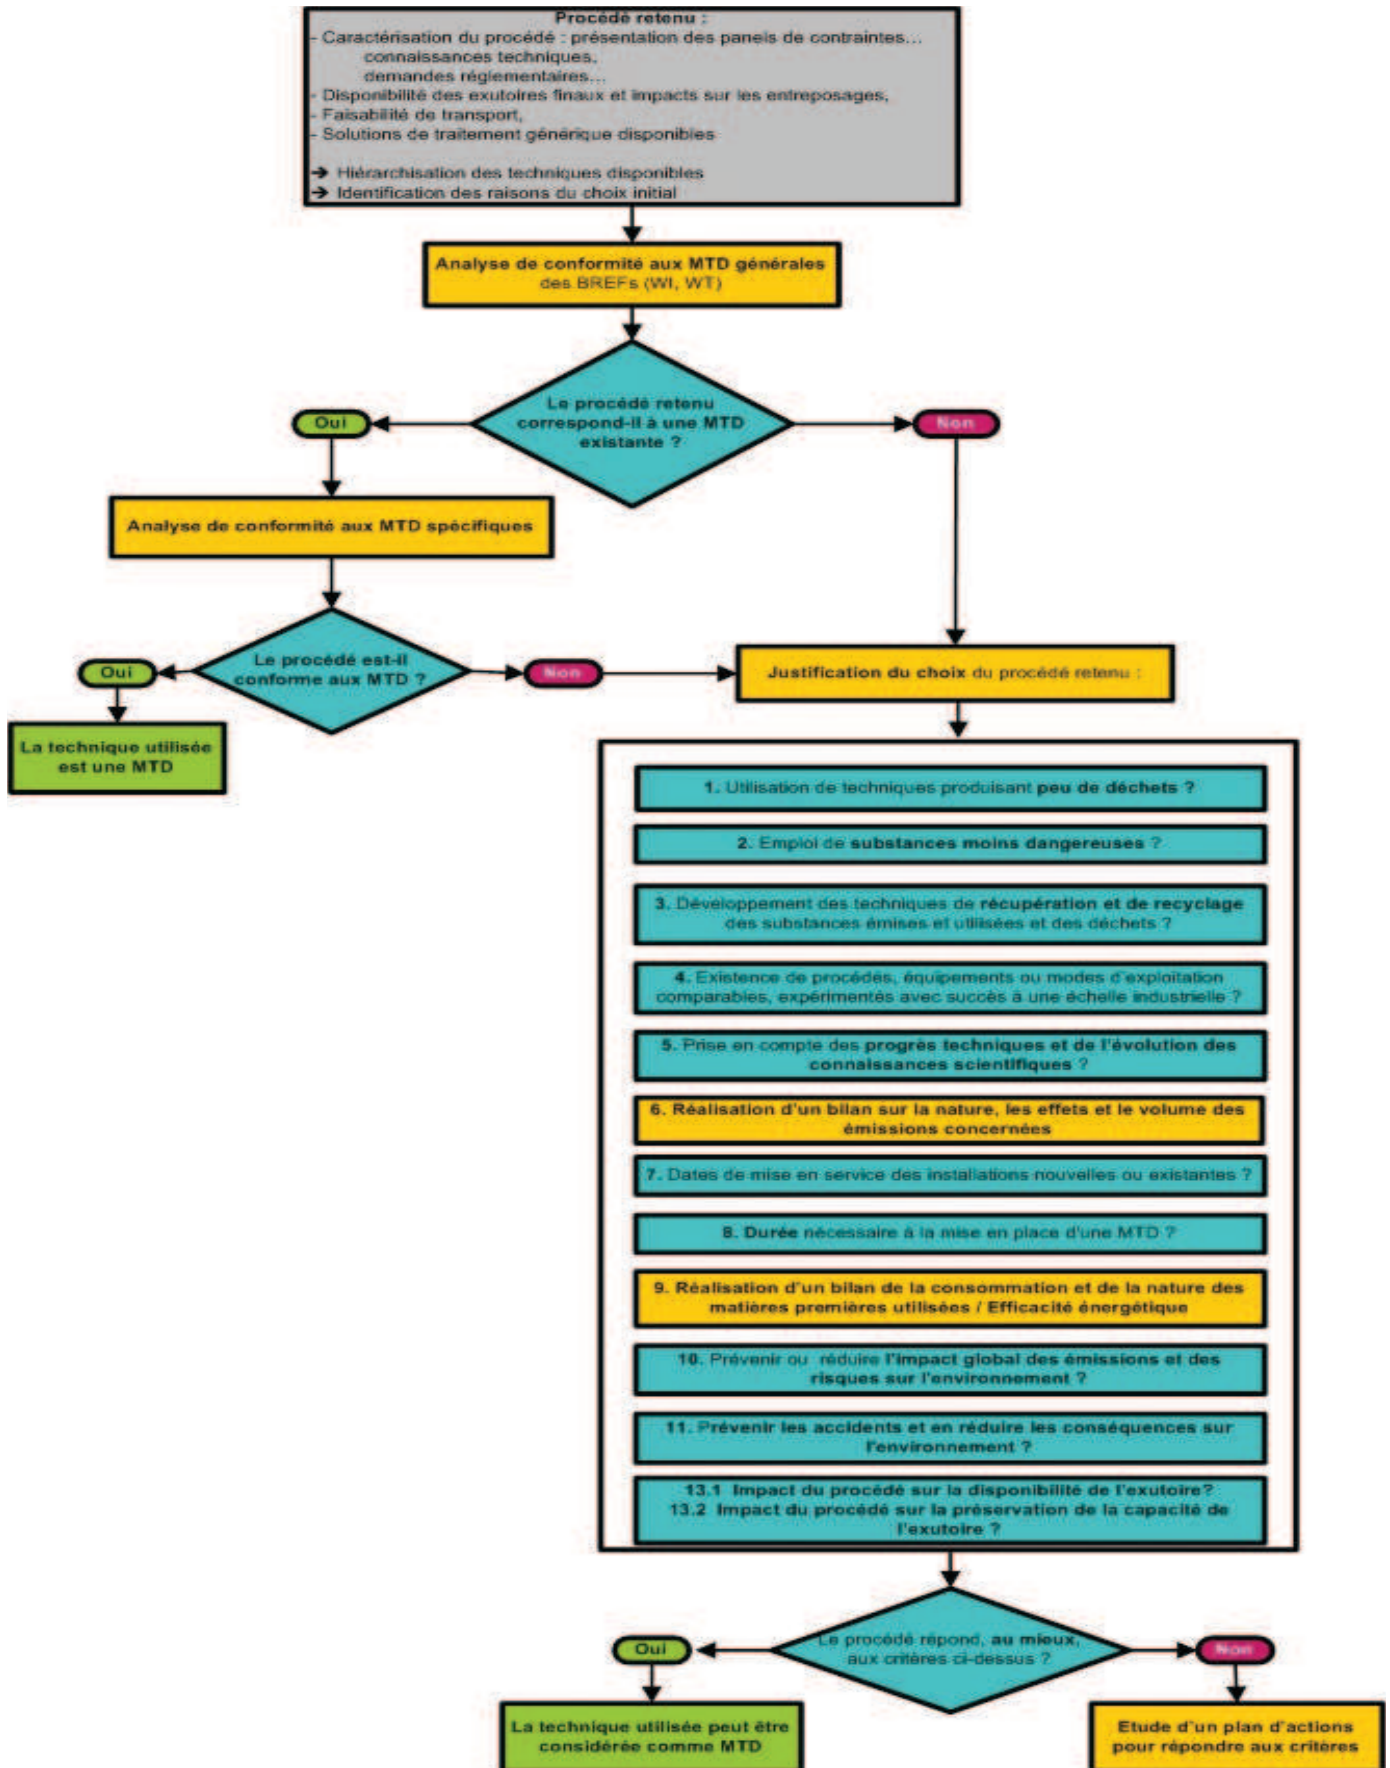 Procédé retenu :
- Caractérisation du procédé : présentation des panels de contraintes...
connaissances techniques,
demandes réglementaires...
- Disponibilité des exutoires finaux et impacts sur les entreposages,
- Faisabilité de transport,
- Solutions de traitement générique disponibles
➔ Hiérarchisation des techniques disponibles
➔ Identification des raisons du choix initial
Analyse de conformité aux MTD générales
des BREFs (WI, WT)
Le procédé retenu
correspond-il à une MTD
existante ?
Oui
Non
Analyse de conformité aux MTD spécifiques
Le procédé est-il
conforme aux MTD ?
Oui
Non
Justification du choix du procédé retenu :
La technique utilisée
est une MTD
1. Utilisation de techniques produisant peu de déchets ?
2. Emploi de substances moins dangereuses ?
3. Développement des techniques de récupération et de recyclage
des substances émises et utilisées et des déchets ?
4. Existence de procédés, équipements ou modes d'exploitation
comparables, expérimentés avec succès à une échelle industrielle ?
5. Prise en compte des progrès techniques et de l'évolution des
connaissances scientifiques ?
6. Réalisation d'un bilan sur la nature, les effets et le volume des
émissions concernées
7. Dates de mise en service des installations nouvelles ou existantes ?
8. Durée nécessaire à la mise en place d'une MTD ?
9. Réalisation d'un bilan de la consommation et de la nature des
matières premières utilisées / Efficacité énergétique
10. Prévenir ou réduire l'impact global des émissions et des
risques sur l'environnement ?
11. Prévenir les accidents et en réduire les conséquences sur
l'environnement ?
13.1 Impact du procédé sur la disponibilité de l'exutoire?
13.2 Impact du procédé sur la préservation de la capacité de
l'exutoire ?
Le procédé répond, au mieux,
aux critères ci-dessus ?
Oui
Non
La technique utilisée peut être
considérée comme MTD
Etude d'un plan d'actions
pour répondre aux critères